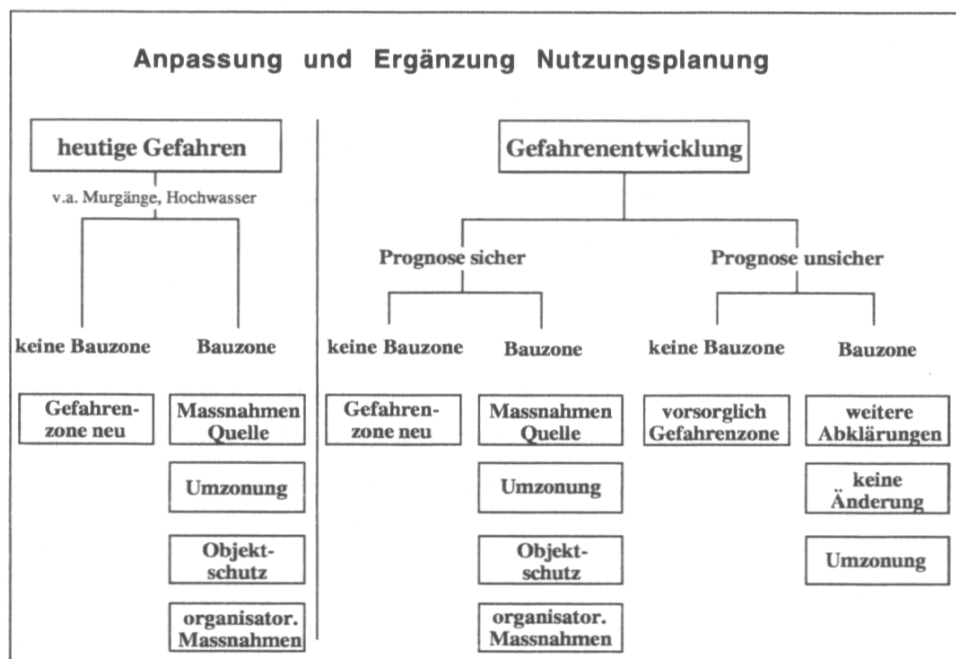 Anpassung und Ergänzung Nutzungsplanung
heutige Gefahren
v.a. Murgänge, Hochwasser
keine Bauzone
Bauzone
Gefahren-
zone neu
Massnahmen
Quelle
Umzonung
Objekt-
schutz
organisator.
Massnahmen
Gefahrenentwicklung
Prognose sicher
Prognose unsicher
keine Bauzone
Bauzone
keine Bauzone
Bauzone
Gefahren-
zone neu
Massnahmen
Quelle
Umzonung
Objekt-
schutz
organisator.
Massnahmen
vorsorglich
Gefahrenzone
weitere
Abklärungen
keine
Änderung
Umzonung